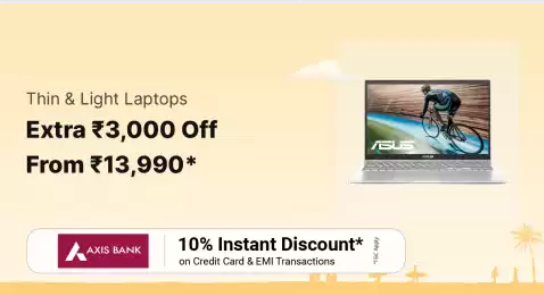 Thin & Light Laptops
Extra ₹3,000 Off
From ₹13,990*
ASUS
AXIS BANK
10% Instant Discount*
on Credit Card & EMI Transactions
*T&C Apply